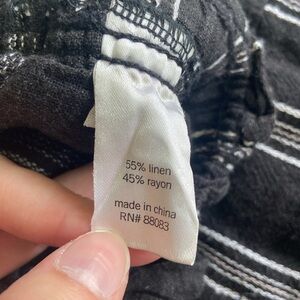 55% linen
45% rayon
made in china
RN# 88083